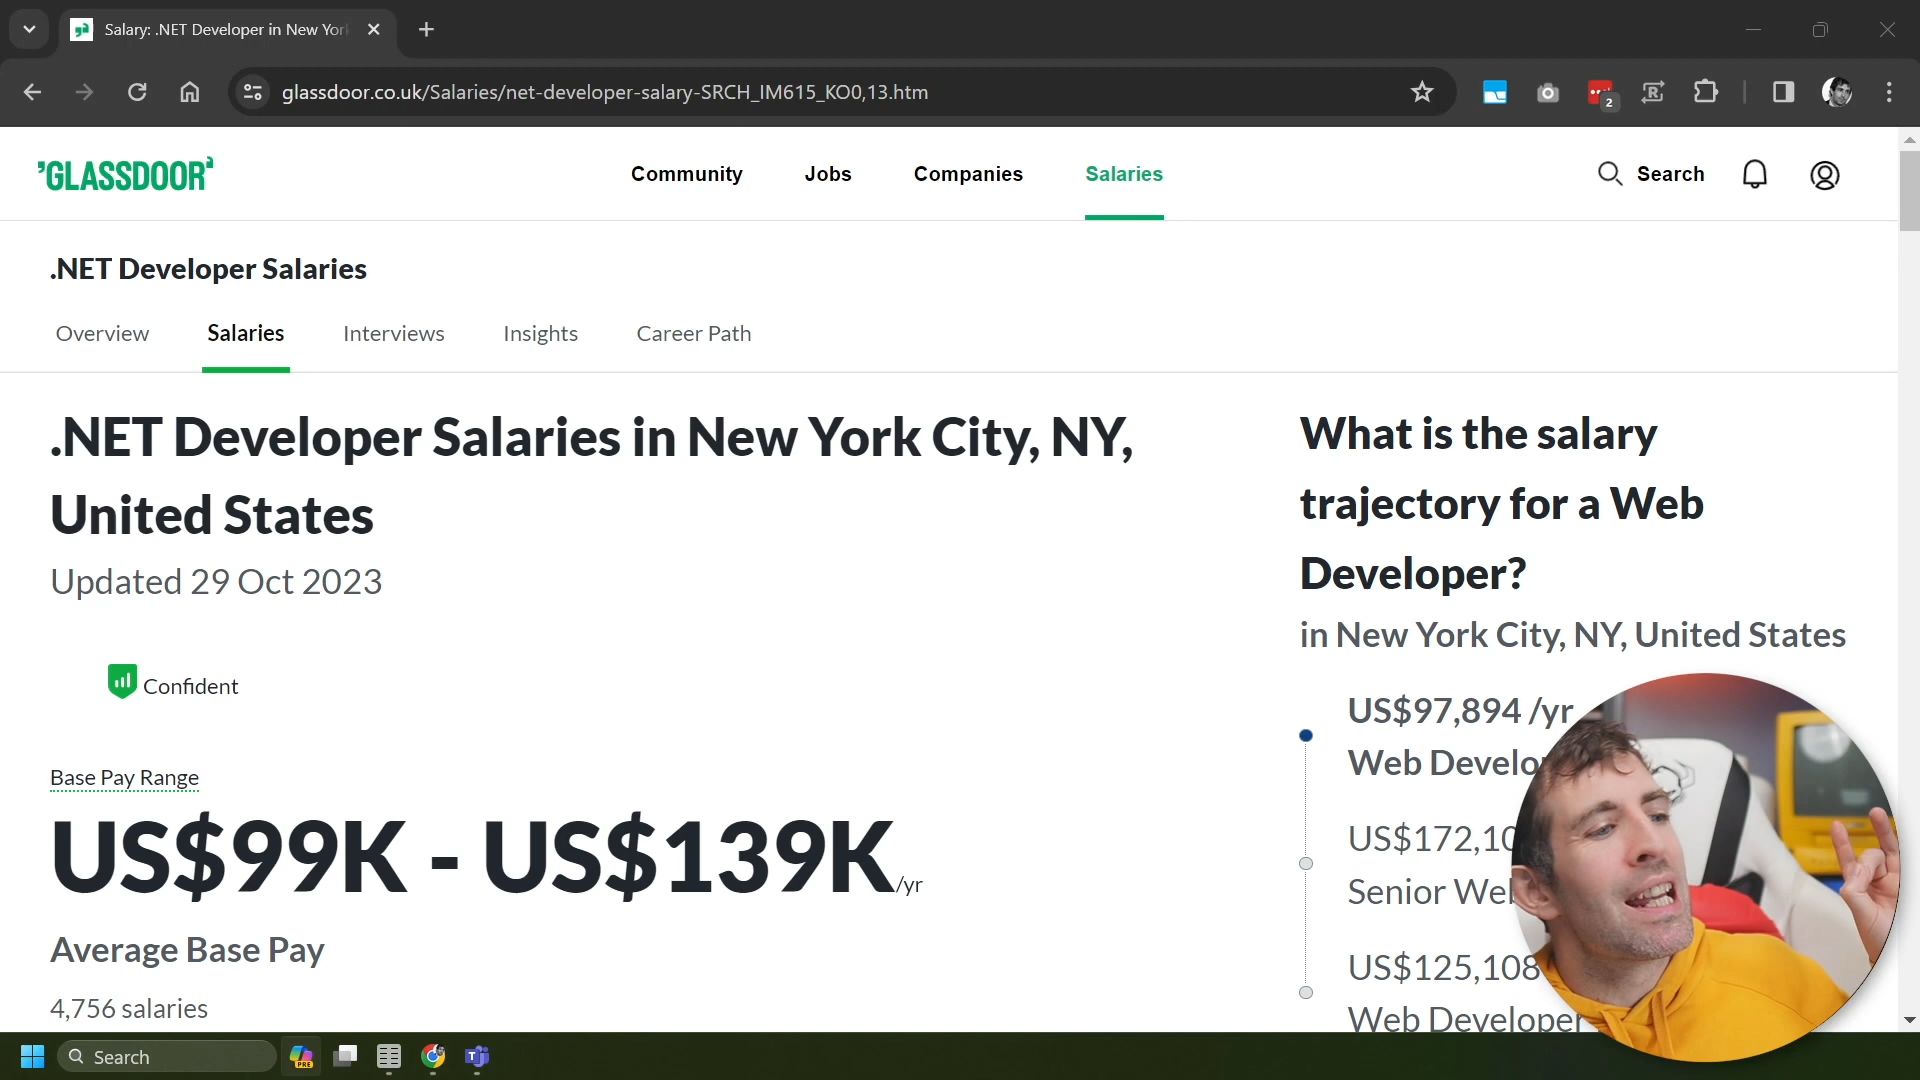 Salary: .NET Developer in New Yor
glassdoor.co.uk/Salaries/net-developer-salary-SRCH_IM615_KO0,13.htm
2
GLASSDOOR
Community
Jobs
Companies
Salaries
Search
.NET Developer Salaries
Overview
Salaries
Interviews
Insights
Career Path
.NET Developer Salaries in New York City, NY,
United States
Updated 29 Oct 2023
Confident
Base Pay Range
US$99K - US$139K/yr
Average Base Pay
4,756 salaries
What is the salary
trajectory for a Web
Developer?
in New York City, NY, United States
US$97,894 /yr
Web Develo
US$172,10
Senior We
US$125,108
Web Developer
Search
PRE